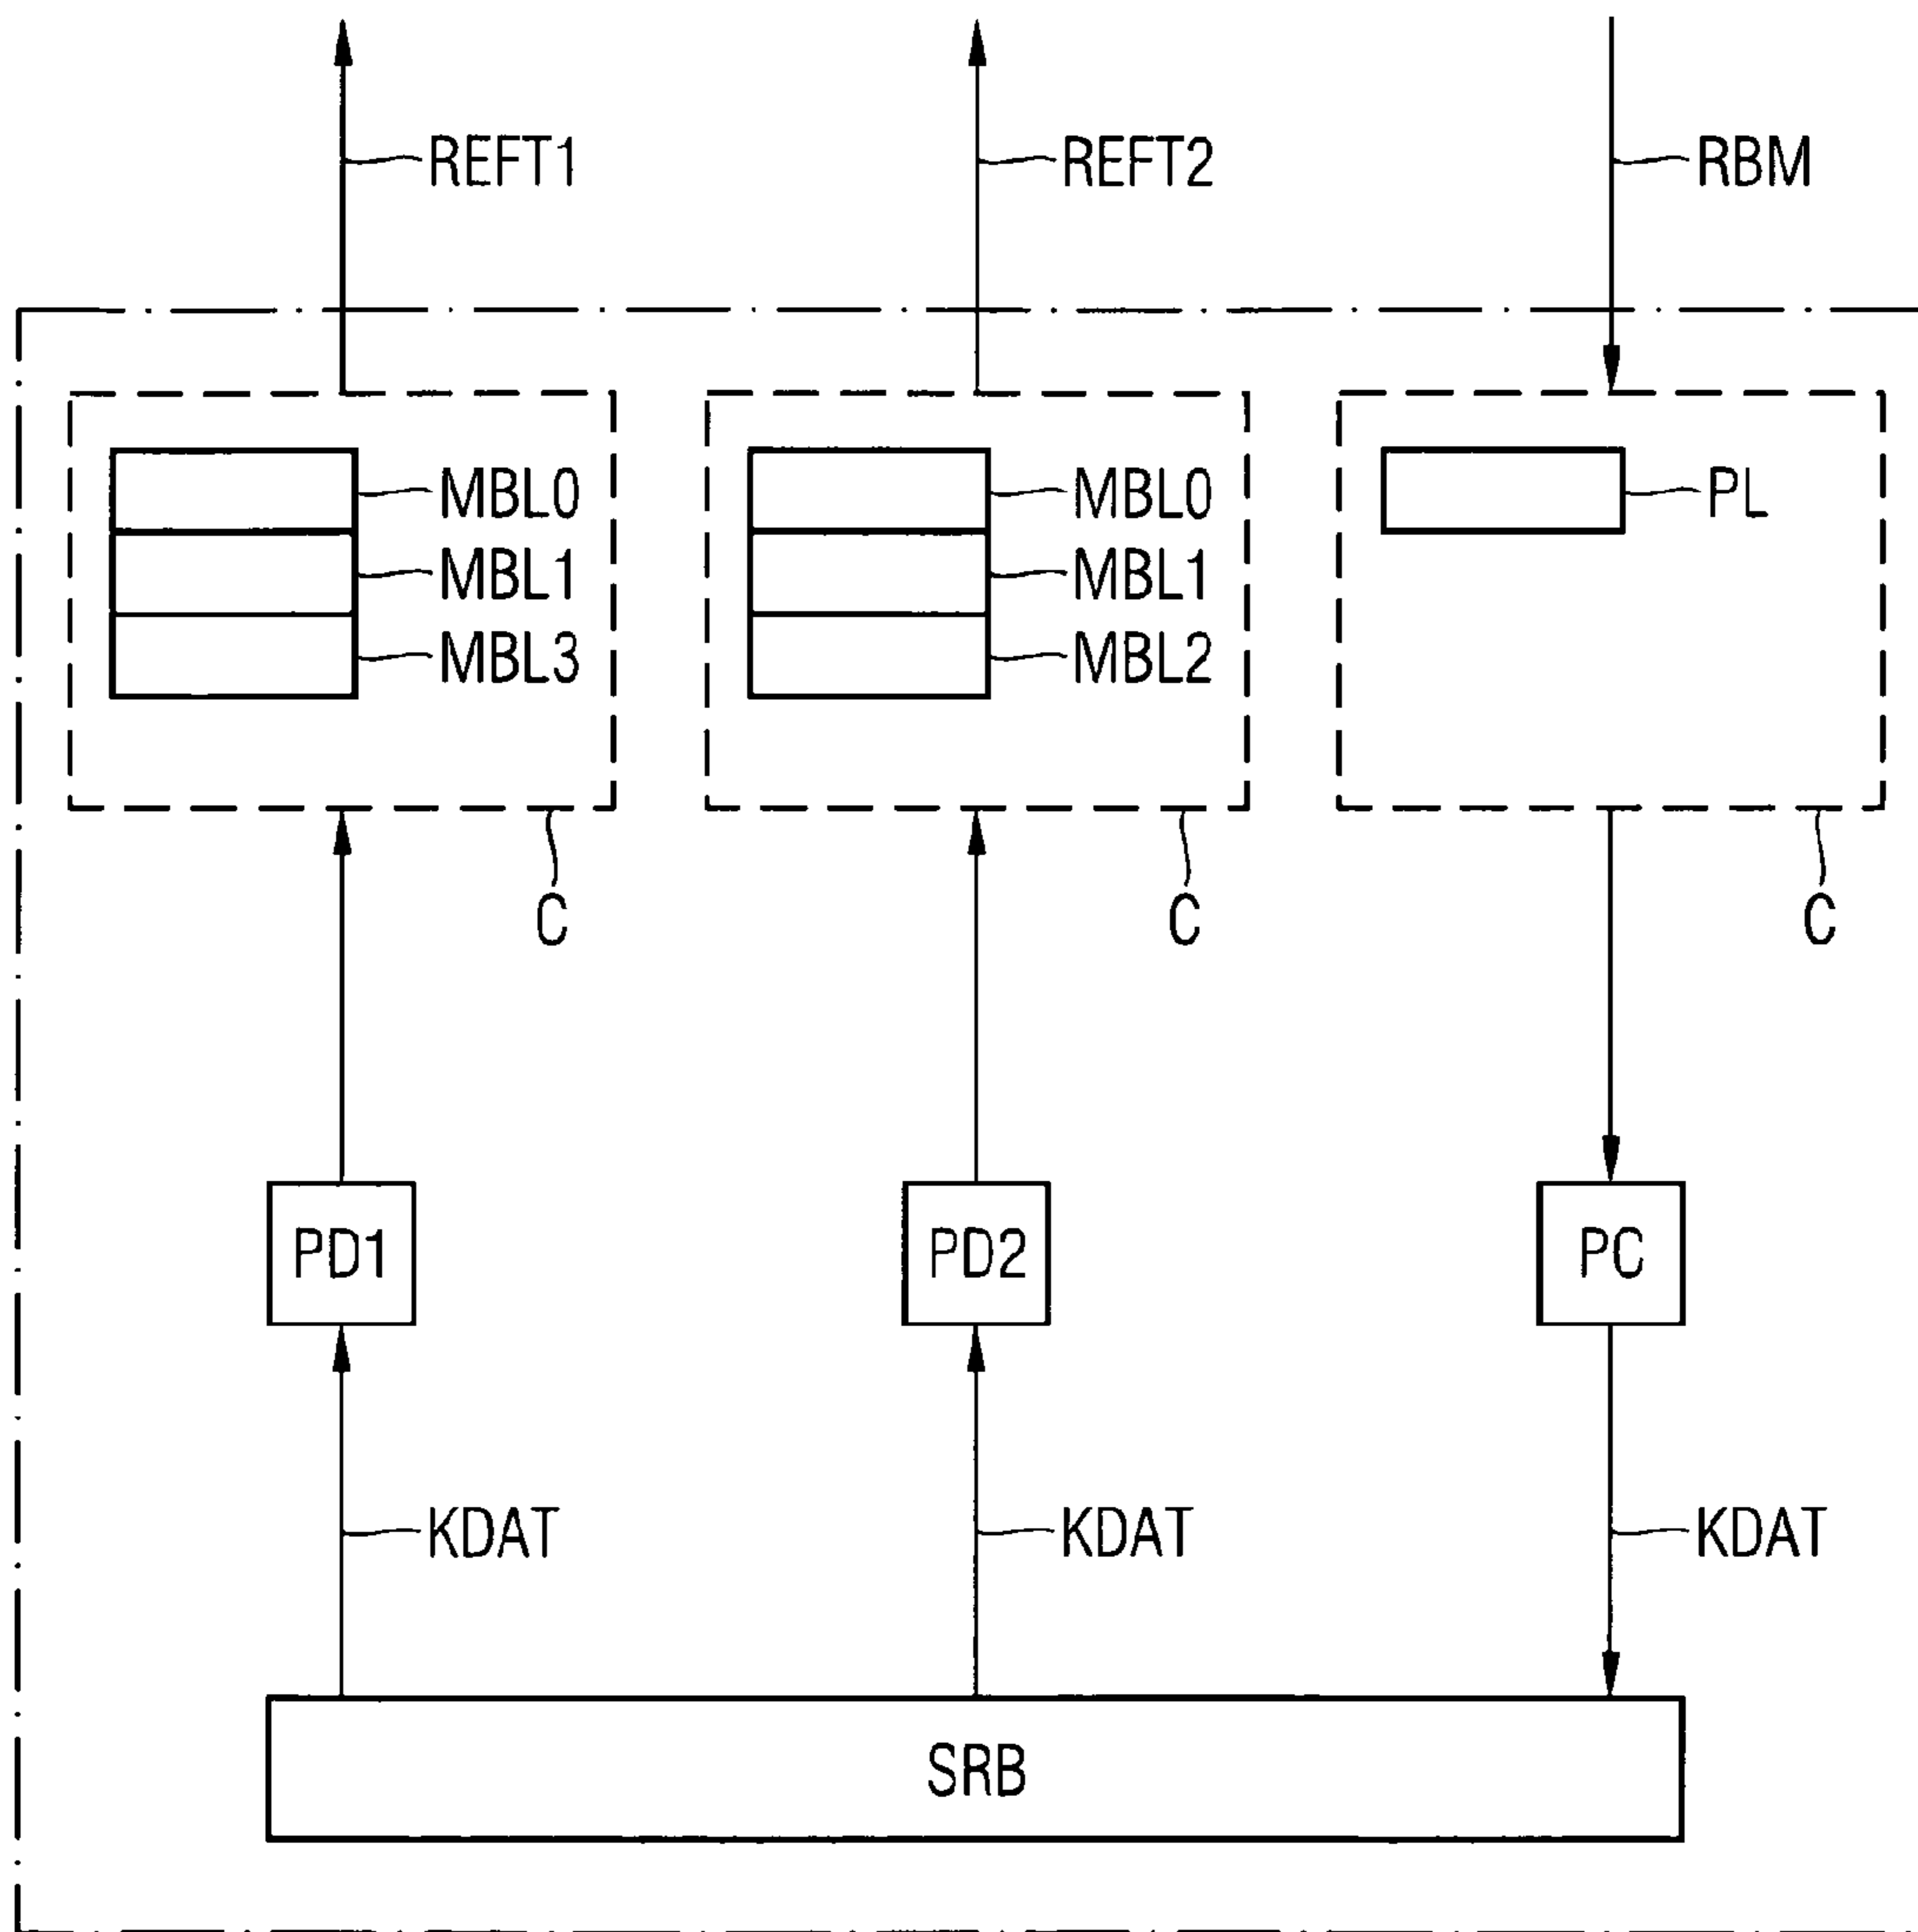 REFT1 REFT2 RBM
MBL0 MBL0 PL
MBL1 MBL1
MBL3 MBL2
C C C
PD1 PD2 PC
KDAT KDAT KDAT
SRB